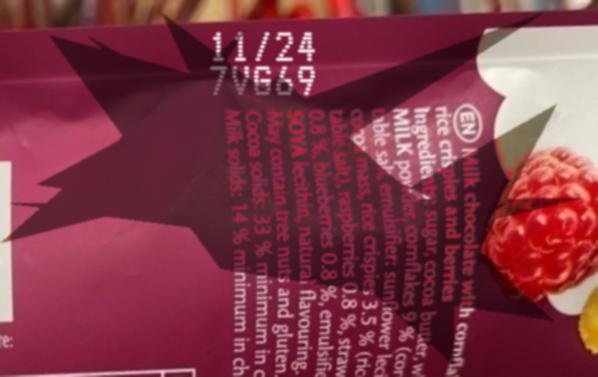 11/24
7VG69
EN Milk chocolate with cornfla
rice crispies and berries
Ingredients: sugar, cocoa butter, w
MILK powder, cornflakes 9 % (cor
table salt, emulsifier: sunflower lec
cocoa mass, rice crispies 3.5 % (ric
table salt), raspberries 0.8 %, straw
0.8 %, blueberries 0.8 %, emulsifie
SOYA lecithin, natural flavouring.
May contain tree nuts and gluten.
Cocoa solids: 33 % minimum in c
Milk solids: 14 % minimum in ch
te: